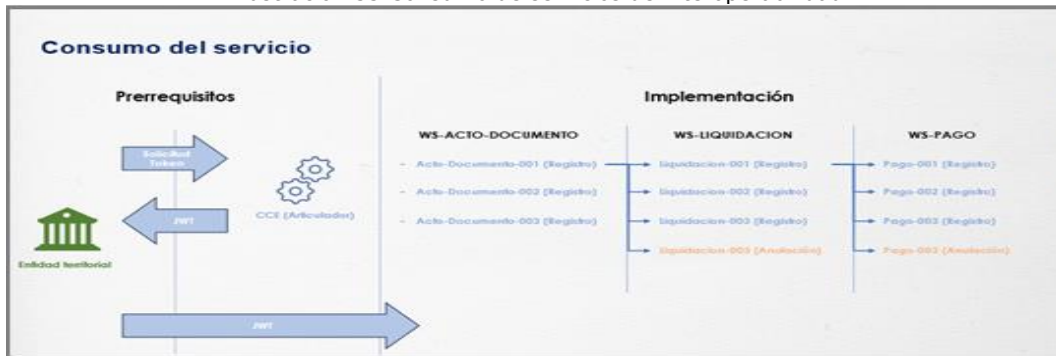 Consumo del servicio
Prerrequisitos
Implementación
WS-ACTO-DOCUMENTO
WS-LIQUIDACION
WS-PAGO
Solicitud
Token
JWT
CCE (Articulador)
Entidad territorial
JWT
- Acto-Documento-001 (Registro)
- Acto-Documento-002 (Registro)
- Acto-Documento-003 (Registro)
Liquidacion-001 (Registro)
Liquidacion-002 (Registro)
Liquidacion-003 (Registro)
Liquidacion-003 (Anulación)
Pago-001 (Registro)
Pago-002 (Registro)
Pago-003 (Registro)
Pago-003 (Anulación)